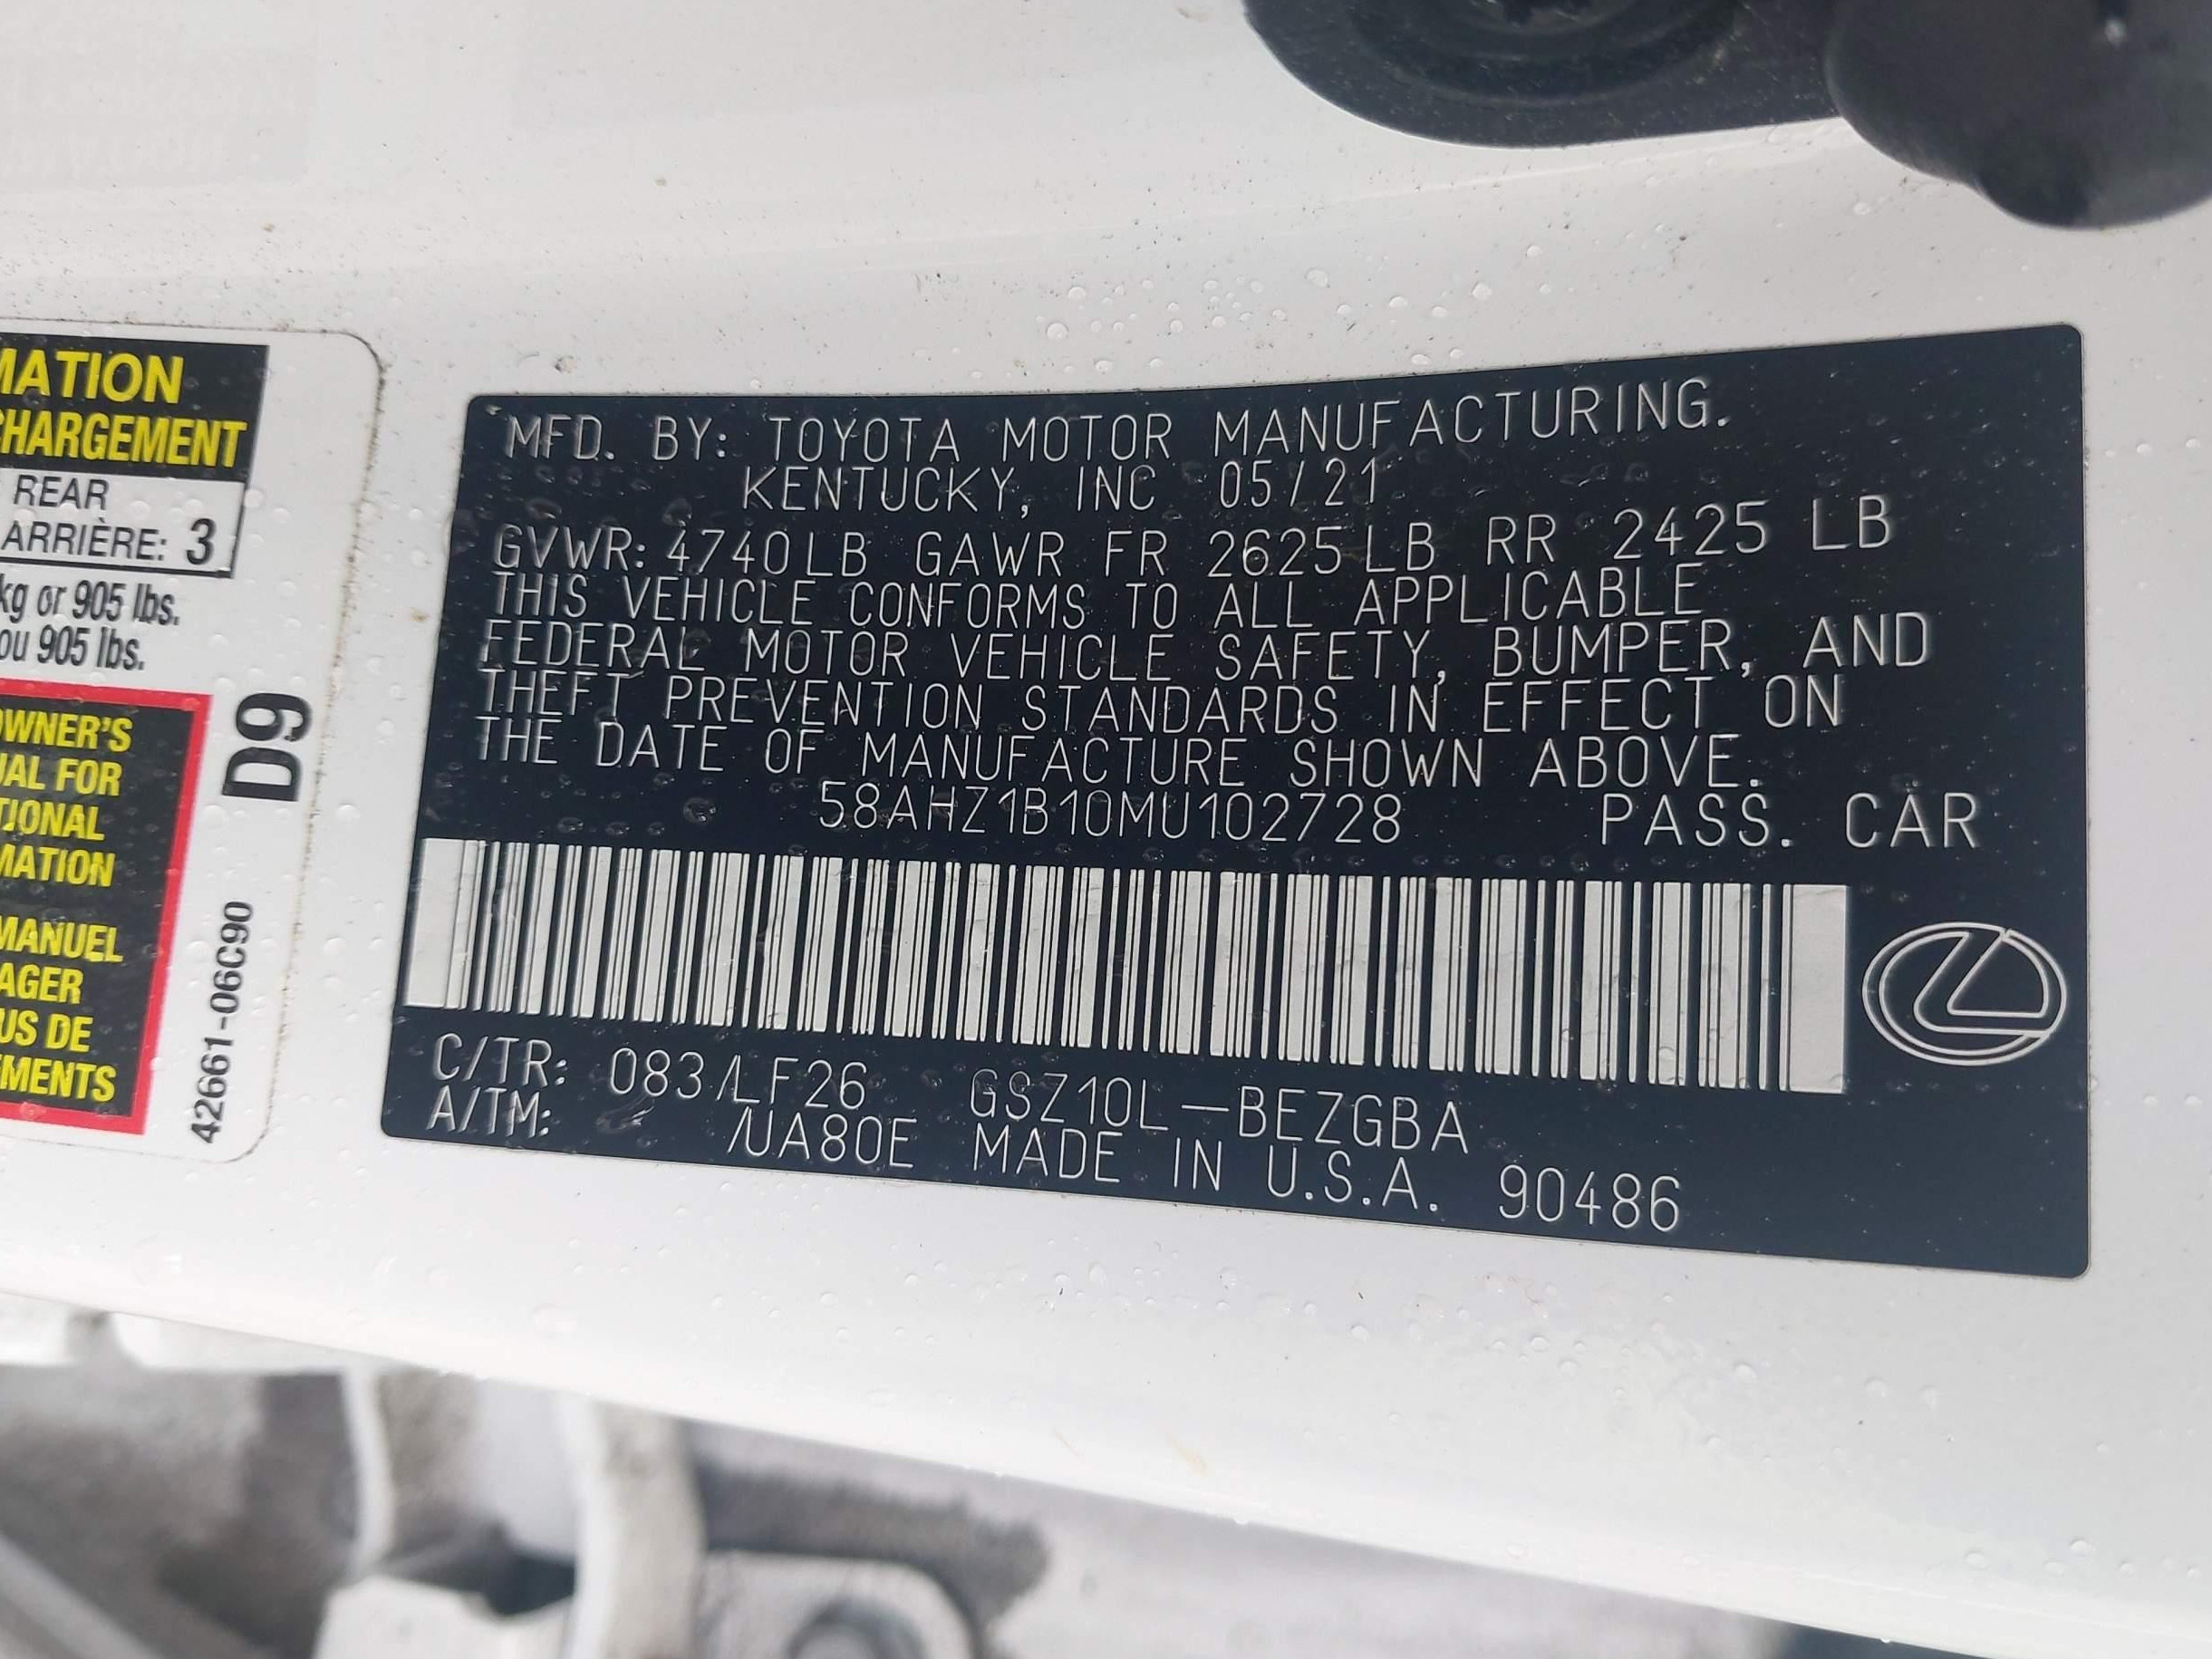 MATION
CHARGEMENT
REAR
ARRIÈRE: 3
kg or 905 lbs.
ou 905 lbs.
OWNER'S
UAL FOR
TIONAL
MATION
MANUEL
AGER
US DE
EMENTS
D9
42661-06C90
MFD. BY: TOYOTA MOTOR MANUFACTURING.
KENTUCKY, INC 05/21
GVWR: 4740LB GAWR FR 2625LB RR 2425 LB
THIS VEHICLE CONFORMS TO ALL APPLICABLE
FEDERAL MOTOR VEHICLE SAFETY, BUMPER, AND
THEFT PREVENTION STANDARDS IN EFFECT ON
THE DATE OF MANUFACTURE SHOWN ABOVE.
58AHZ1B10MU102728 PASS. CAR
C/TR: 083/LF26 GSZ10L-BEZGBA
A/TM: /UA80E MADE IN U.S.A. 90486